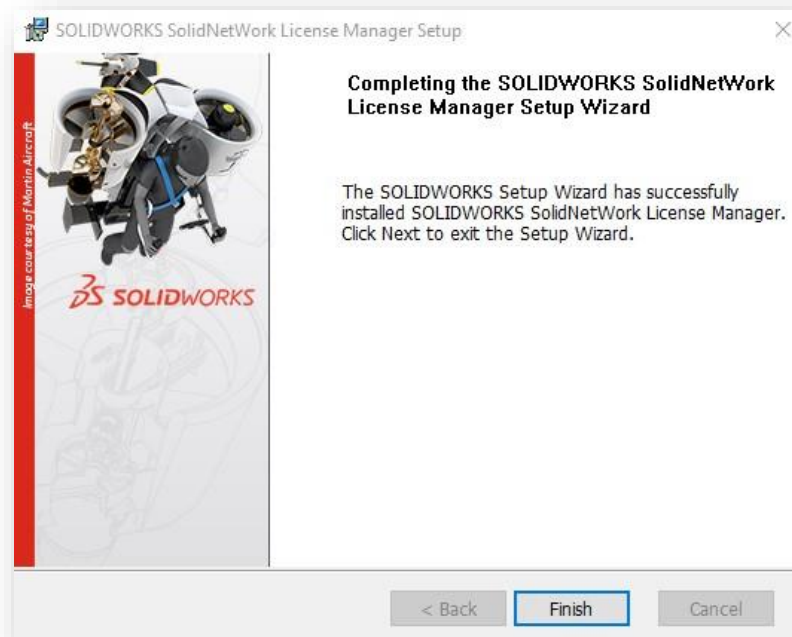 SOLIDWORKS SolidNetWork License Manager Setup
Image courtesy of Martin Aircraft
Completing the SOLIDWORKS SolidNetWork
License Manager Setup Wizard
The SOLIDWORKS Setup Wizard has successfully
installed SOLIDWORKS SolidNetWork License Manager.
Click Next to exit the Setup Wizard.
3S SOLIDWORKS
< Back
Finish
Cancel